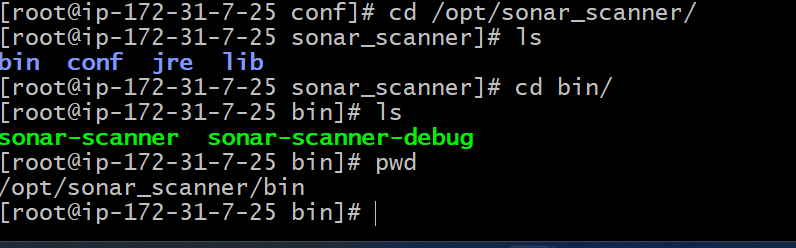 [root@ip-172-31-7-25 conf]# cd /opt/sonar_scanner/
[root@ip-172-31-7-25 sonar_scanner]# ls
bin  conf  jre  lib
[root@ip-172-31-7-25 sonar_scanner]# cd bin/
[root@ip-172-31-7-25 bin]# ls
sonar-scanner  sonar-scanner-debug
[root@ip-172-31-7-25 bin]# pwd
/opt/sonar_scanner/bin
[root@ip-172-31-7-25 bin]#